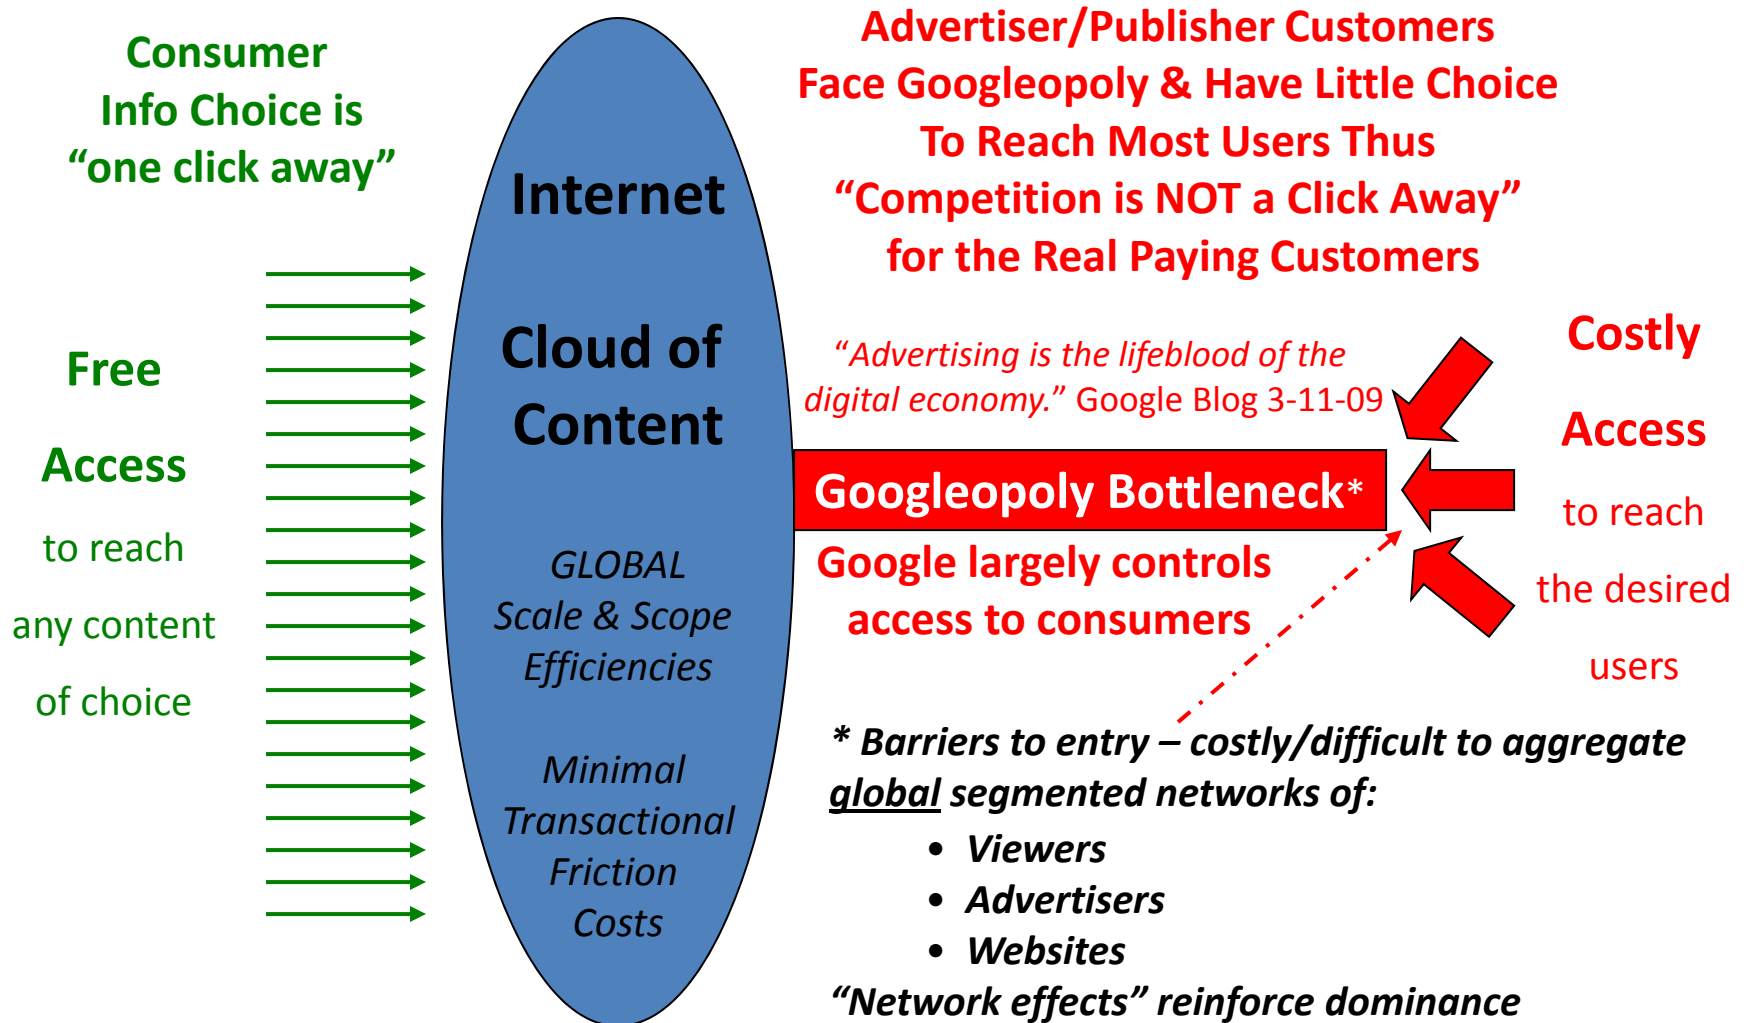 Consumer
Info Choice is
“one click away”
Free
Access
to reach
any content
of choice
Internet
Cloud of
Content
GLOBAL
Scale & Scope
Efficiencies
Minimal
Transactional
Friction
Costs
Advertiser/Publisher Customers
Face Googleopoly & Have Little Choice
To Reach Most Users Thus
“Competition is NOT a Click Away”
for the Real Paying Customers
“Advertising is the lifeblood of the
digital economy.” Google Blog 3-11-09
Googleopoly Bottleneck*
Google largely controls
access to consumers
Costly
Access
to reach
the desired
users
* Barriers to entry – costly/difficult to aggregate
global segmented networks of:
• Viewers
• Advertisers
• Websites
“Network effects” reinforce dominance